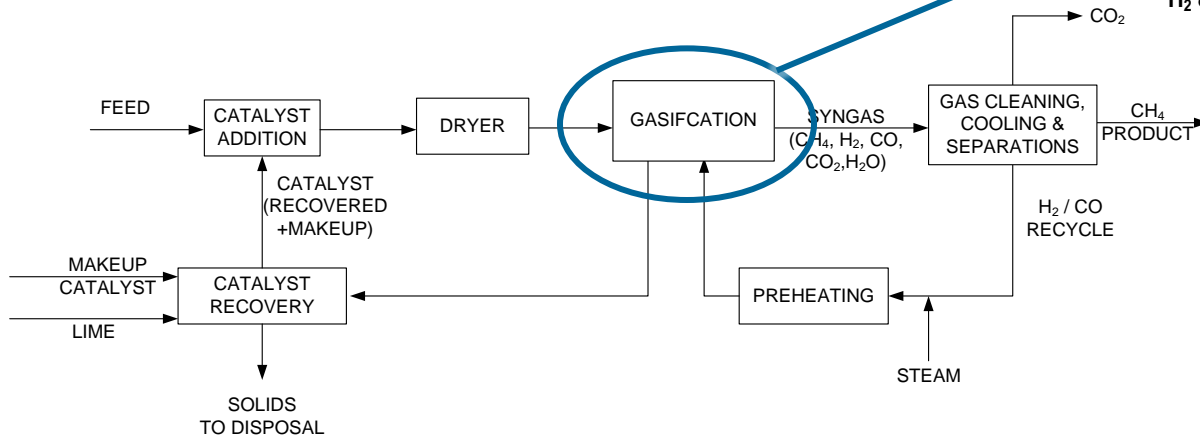 H₂
CO₂
FEED
CATALYST
ADDITION
DRYER
GASIFCATION
SYNGAS
(CH₄, H₂, CO,
CO₂,H₂O)
GAS CLEANING,
COOLING &
SEPARATIONS
CH₄
PRODUCT
CATALYST
(RECOVERED
+MAKEUP)
H₂ / CO
RECYCLE
MAKEUP
CATALYST
LIME
CATALYST
RECOVERY
PREHEATING
STEAM
SOLIDS
TO DISPOSAL